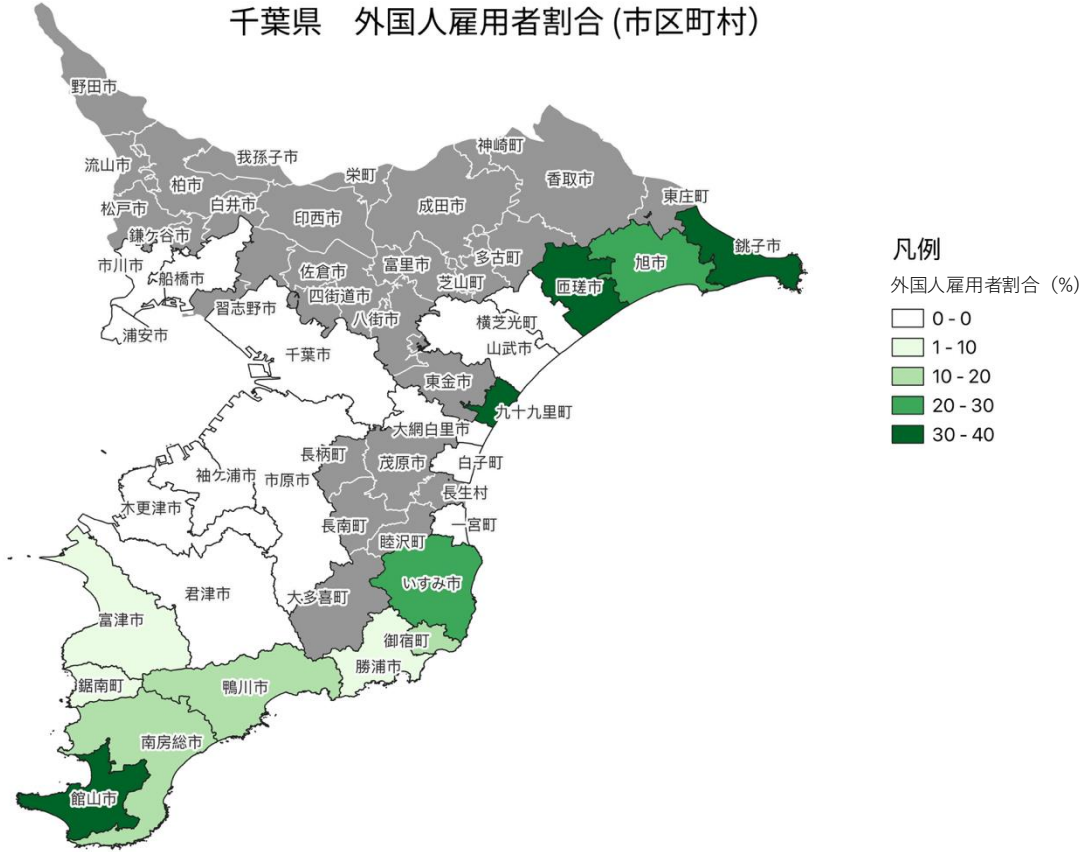 千葉県　外国人雇用者割合 (市区町村）
野田市
流山市
我孫子市
柏市
松戸市
白井市
鎌ケ谷市
市川市
船橋市
浦安市
習志野市
印西市
栄町
成田市
神崎町
香取市
東庄町
銚子市
旭市
匝瑳市
多古町
芝山町
富里市
佐倉市
四街道市
八街市
千葉市
横芝光町
山武市
東金市
九十九里町
大網白里市
白子町
長柄町
茂原市
長生村
一宮町
長南町
睦沢町
市原市
袖ケ浦市
木更津市
君津市
富津市
大多喜町
いすみ市
御宿町
勝浦市
鴨川市
鋸南町
南房総市
館山市
凡例
外国人雇用者割合（%）
0 - 0
1 - 10
10 - 20
20 - 30
30 - 40